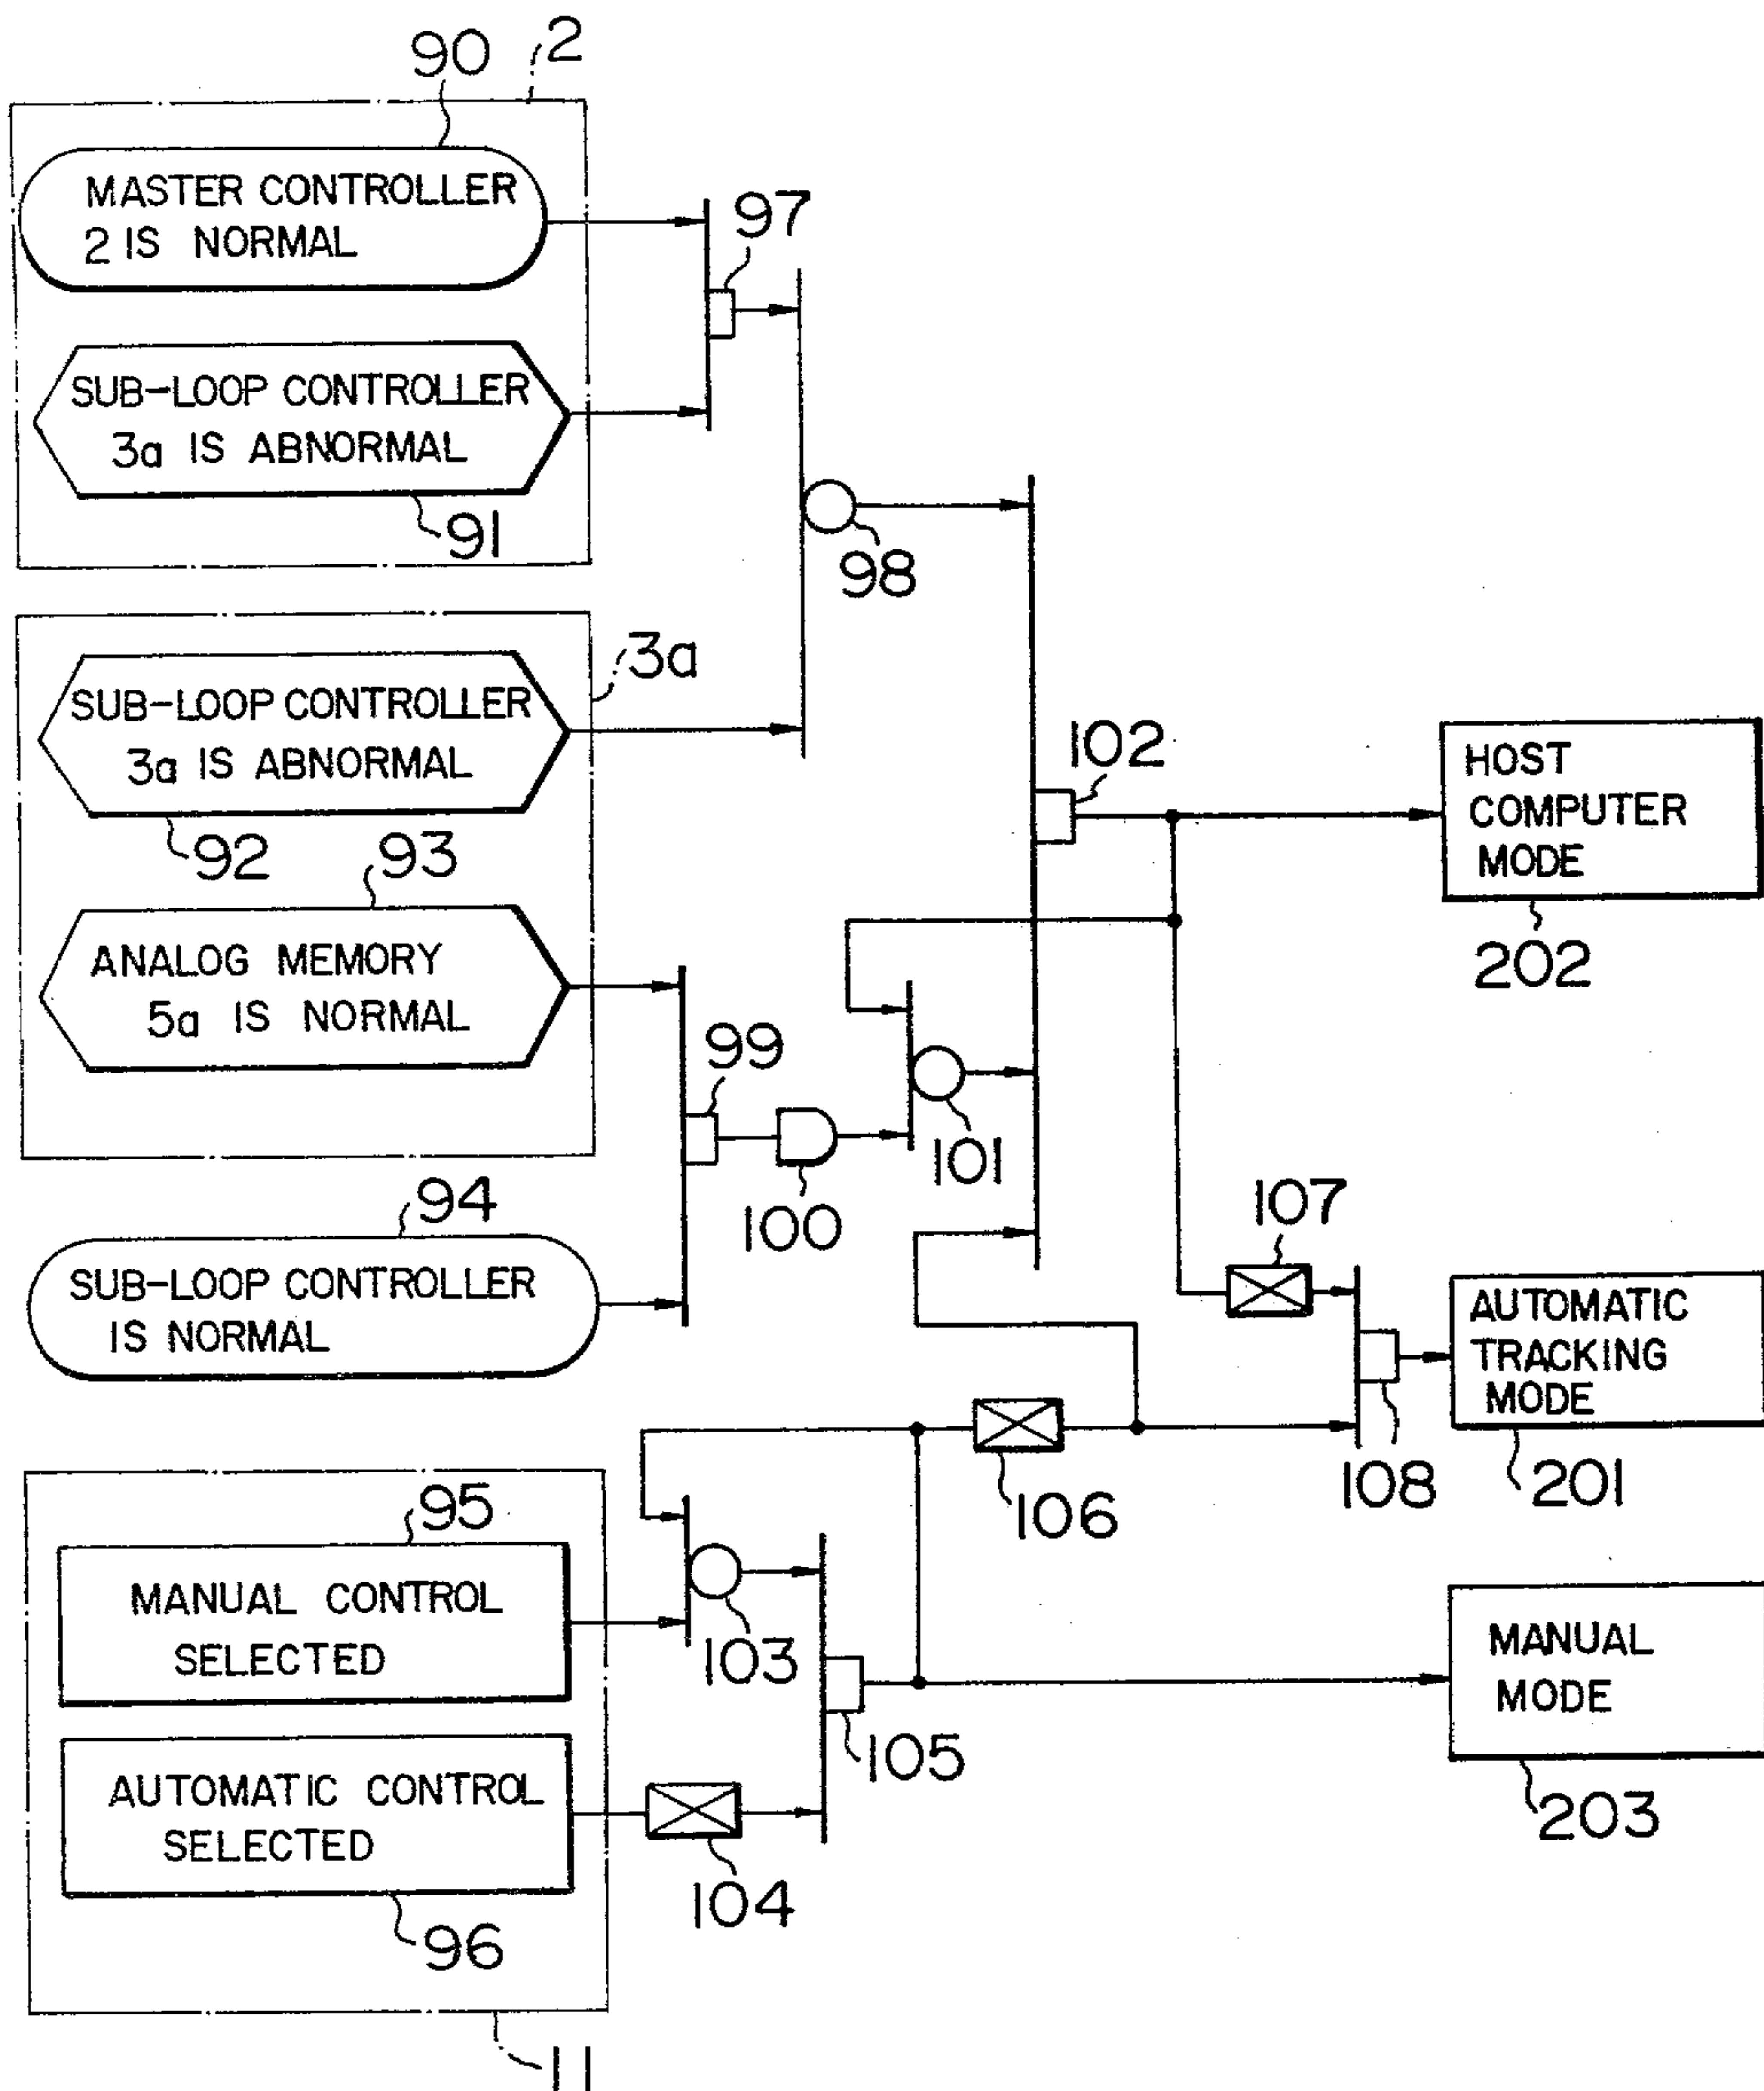 2
90
MASTER CONTROLLER
2 IS NORMAL
97
SUB-LOOP CONTROLLER
3a IS ABNORMAL
91
98
3a
SUB-LOOP CONTROLLER
3a IS ABNORMAL
92
93
102
HOST
COMPUTER
MODE
202
ANALOG MEMORY
5a IS NORMAL
99
100
101
94
SUB-LOOP CONTROLLER
IS NORMAL
107
AUTOMATIC
TRACKING
MODE
108
201
106
95
MANUAL CONTROL
SELECTED
103
105
MANUAL
MODE
203
AUTOMATIC CONTROL
SELECTED
104
96
11